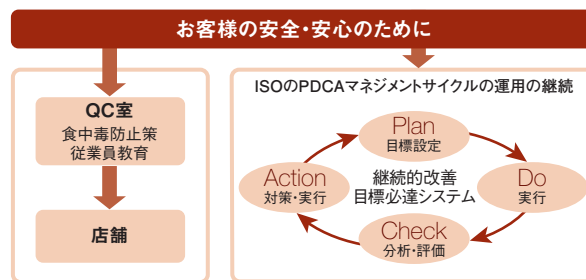 お客様の安全・安心のために
QC室
食中毒防止策
従業員教育
店舗
ISOのPDCAマネジメントサイクルの運用の継続
Plan
目標設定
Do
実行
Check
分析・評価
Action
対策・実行
継続的改善
目標必達システム